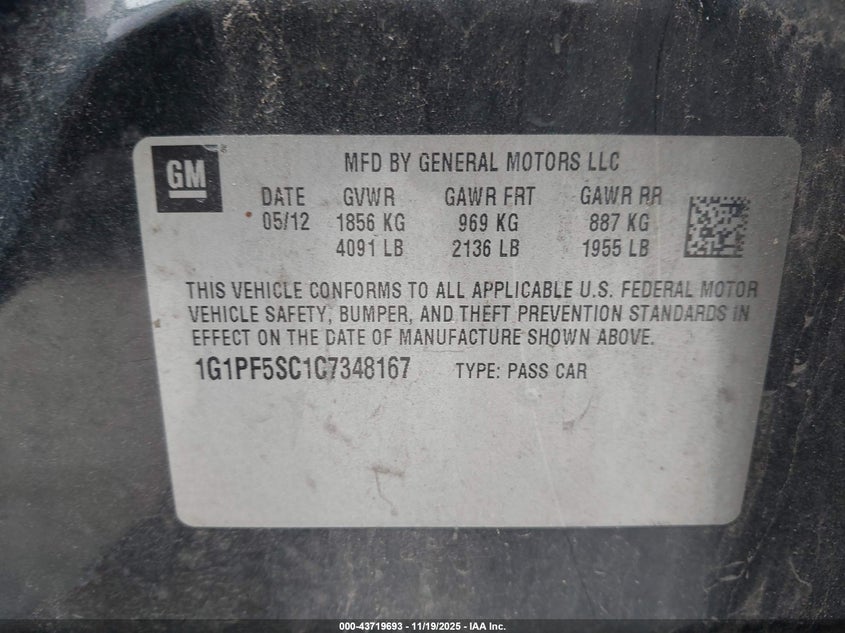 GM
MFD BY GENERAL MOTORS LLC
DATE GVWR GAWR FRT GAWR RR
05/12 1856 KG 969 KG 887 KG
4091 LB 2136 LB 1955 LB
THIS VEHICLE CONFORMS TO ALL APPLICABLE U.S. FEDERAL MOTOR
VEHICLE SAFETY, BUMPER, AND THEFT PREVENTION STANDARDS IN
EFFECT ON THE DATE OF MANUFACTURE SHOWN ABOVE.
1G1PF5SC1C7348167 TYPE: PASS CAR
000-43719693 - 11/19/2025 - IAA Inc.